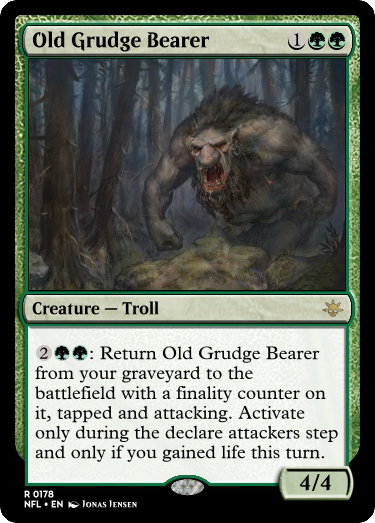 Old Grudge Bearer 1
Creature — Troll
2: Return Old Grudge Bearer
from your graveyard to the
battlefield with a finality counter on
it, tapped and attacking. Activate
only during the declare attackers step
and only if you gained life this turn.
4/4
R 0178
NFL • EN Jonas Jensen